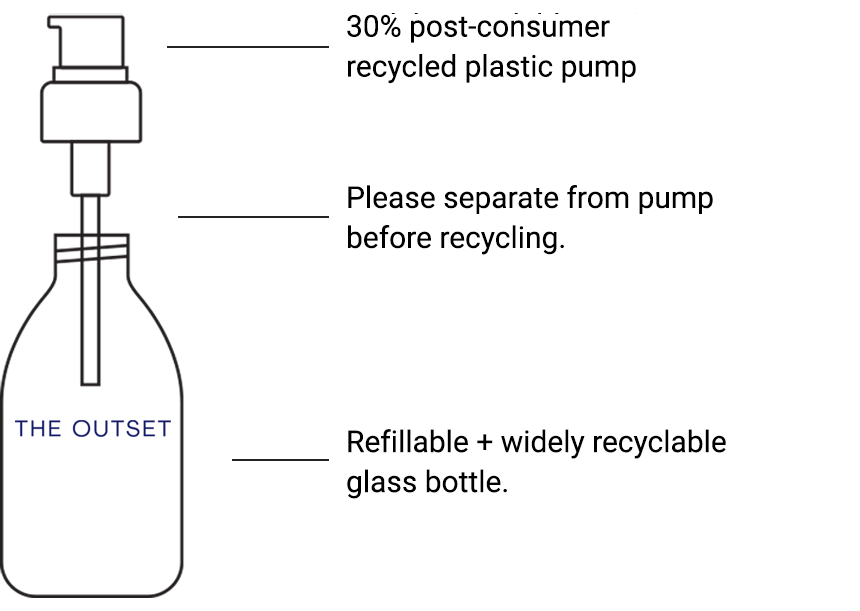 30% post-consumer
recycled plastic pump
Please separate from pump
before recycling.
THE OUTSET
Refillable + widely recyclable
glass bottle.